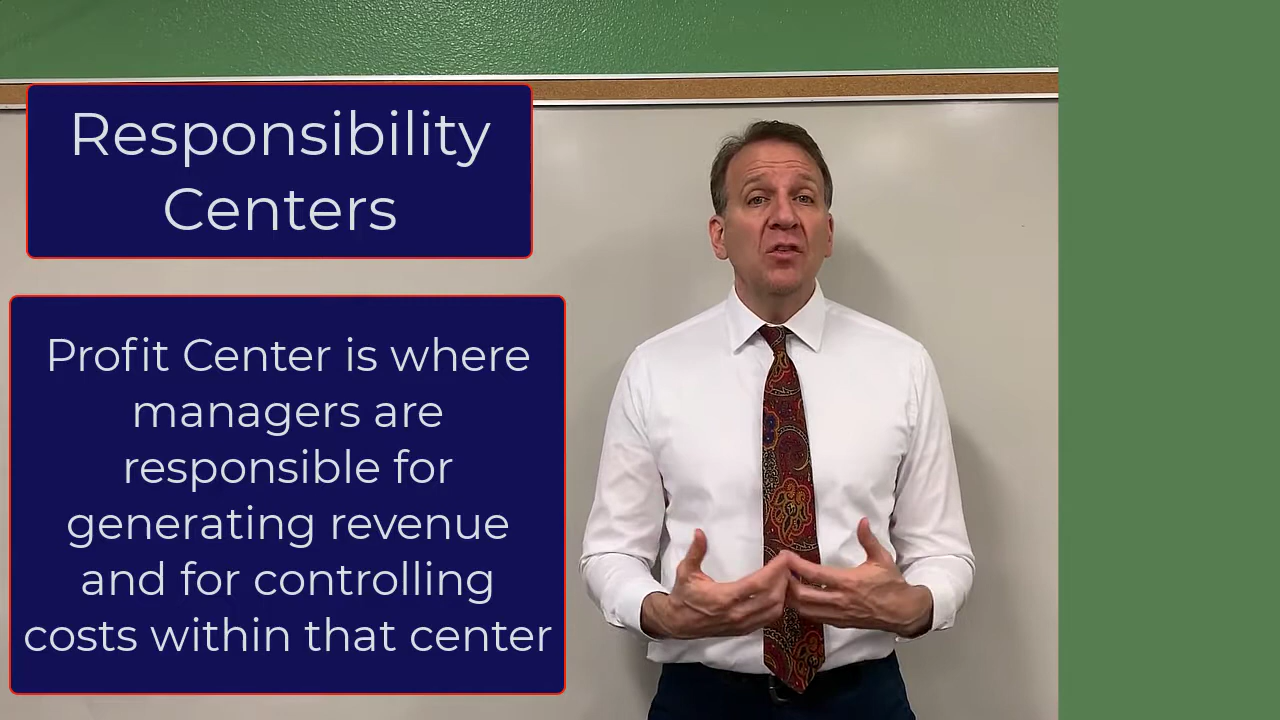 Responsibility
Centers
Profit Center is where
managers are
responsible for
generating revenue
and for controlling
costs within that center